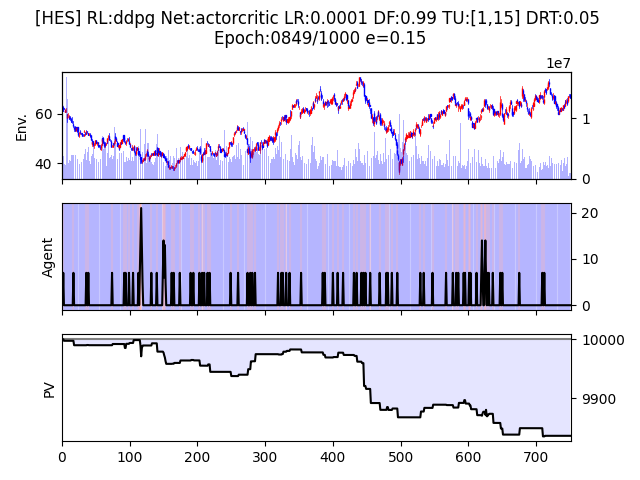 [HES] RL:ddpg Net:actorcritic LR:0.0001 DF:0.99 TU:[1,15] DRT:0.05
Epoch:0849/1000 e=0.15
1e7
Env.
60
40
1
0
Agent
20
10
0
PV
10000
9900
0 100 200 300 400 500 600 700